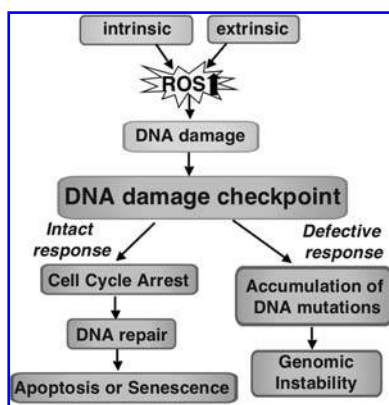 intrinsic
extrinsic
ROS
DNA damage
DNA damage checkpoint
Intact
response
Defective
response
Cell Cycle Arrest
DNA repair
Apoptosis or Senescence
Accumulation of
DNA mutations
Genomic
Instability